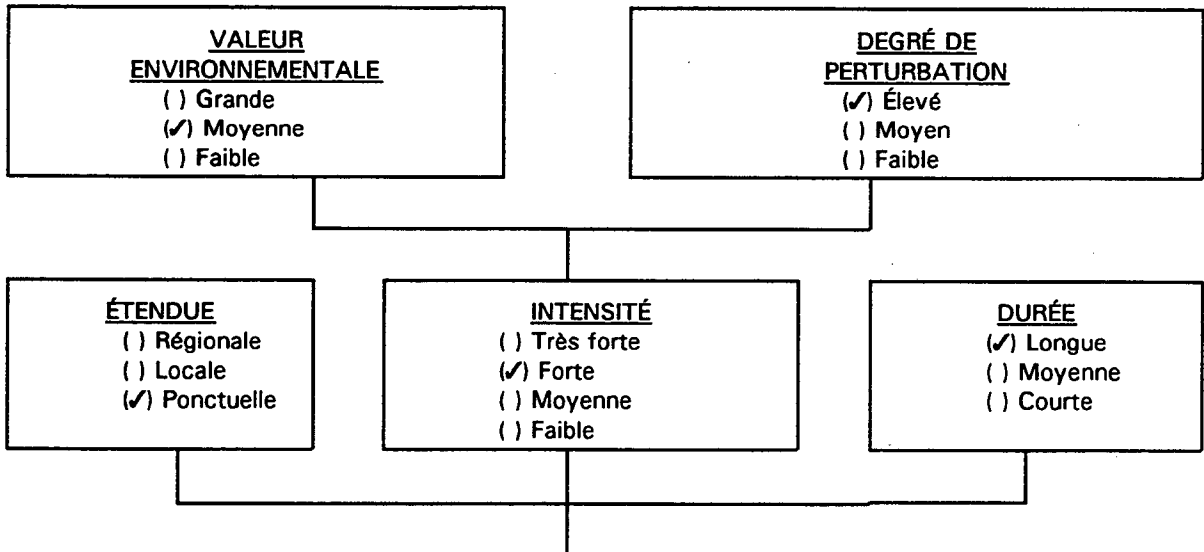 VALEUR
ENVIRONNEMENTALE
( ) Grande
(✓) Moyenne
( ) Faible
DEGRÉ DE
PERTURBATION
(✓) Élevé
( ) Moyen
( ) Faible
ÉTENDUE
( ) Régionale
( ) Locale
(✓) Ponctuelle
INTENSITÉ
( ) Très forte
(✓) Forte
( ) Moyenne
( ) Faible
DURÉE
(✓) Longue
( ) Moyenne
( ) Courte